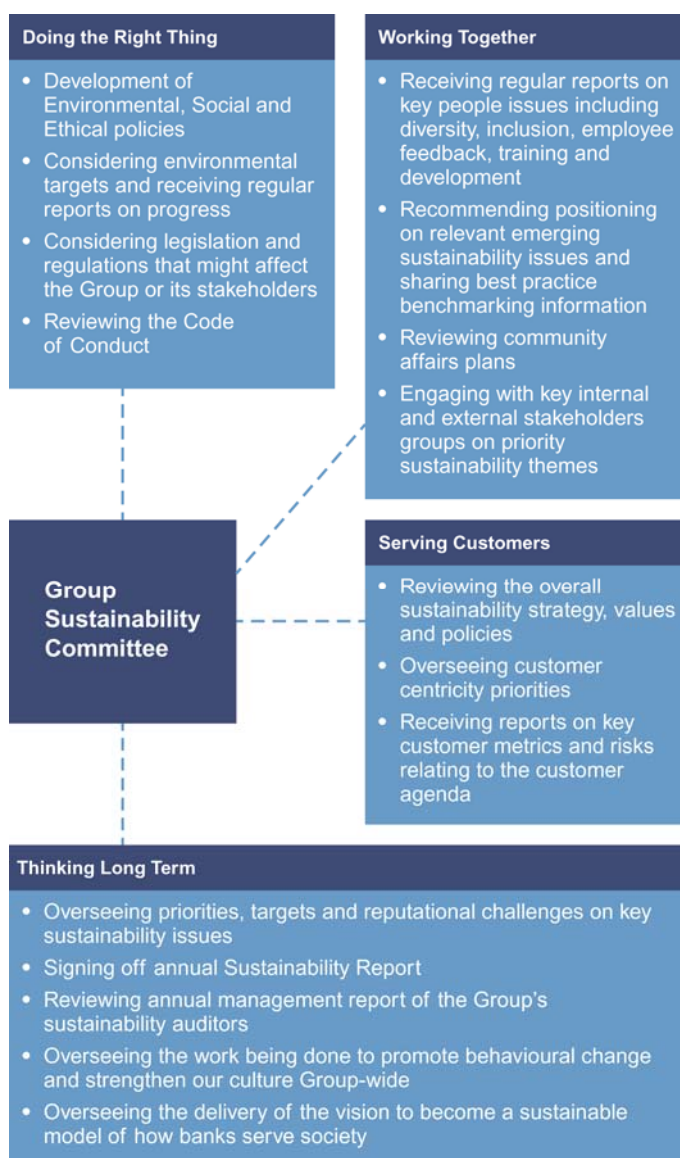 Doing the Right Thing
• Development of
Environmental, Social and
Ethical policies
• Considering environmental
targets and receiving regular
reports on progress
• Considering legislation and
regulations that might affect
the Group or its stakeholders
• Reviewing the Code
of Conduct
Working Together
• Receiving regular reports on
key people issues including
diversity, inclusion, employee
feedback, training and
development
• Recommending positioning
on relevant emerging
sustainability issues and
sharing best practice
benchmarking information
• Reviewing community
affairs plans
• Engaging with key internal
and external stakeholders
groups on priority
sustainability themes
Group
Sustainability
Committee
Serving Customers
• Reviewing the overall
sustainability strategy, values
and policies
• Overseeing customer
centricity priorities
• Receiving reports on key
customer metrics and risks
relating to the customer
agenda
Thinking Long Term
• Overseeing priorities, targets and reputational challenges on key
sustainability issues
• Signing off annual Sustainability Report
• Reviewing annual management report of the Group's
sustainability auditors
• Overseeing the work being done to promote behavioural change
and strengthen our culture Group-wide
• Overseeing the delivery of the vision to become a sustainable
model of how banks serve society